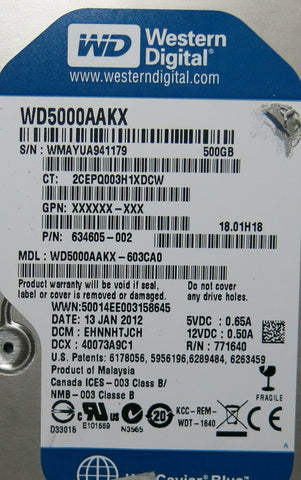 WD Western Digital®
www.westerndigital.com
WD5000AAKX
S/N : WMAYUA941179 500GB
CT: 2CEPQ003H1XDCW
GPN: XXXXXX-XXX
18.01H18
P/N: 634605-002
MDL : WD5000AAKX-603CA0
Product warranty will be void if seal, label or cover is removed or damaged.
Do not cover any drive holes.
WWN:50014EE003158645
DATE: 13 JAN 2012 5VDC : 0.65A
DCM : EHNNHTJCH 12VDC : 0.50A
DCX : 40073A9C1 R/N : 771640
U.S. Patents: 6178056, 5956196,6289484, 6263459
Product of Malaysia
Canada ICES - 003 Class B/
NMB -003 Classe B
FRAGILE
20
KCC-REM-
WDT-1640
D33015 E101559 N3565
A
WD Caviar® Blue™